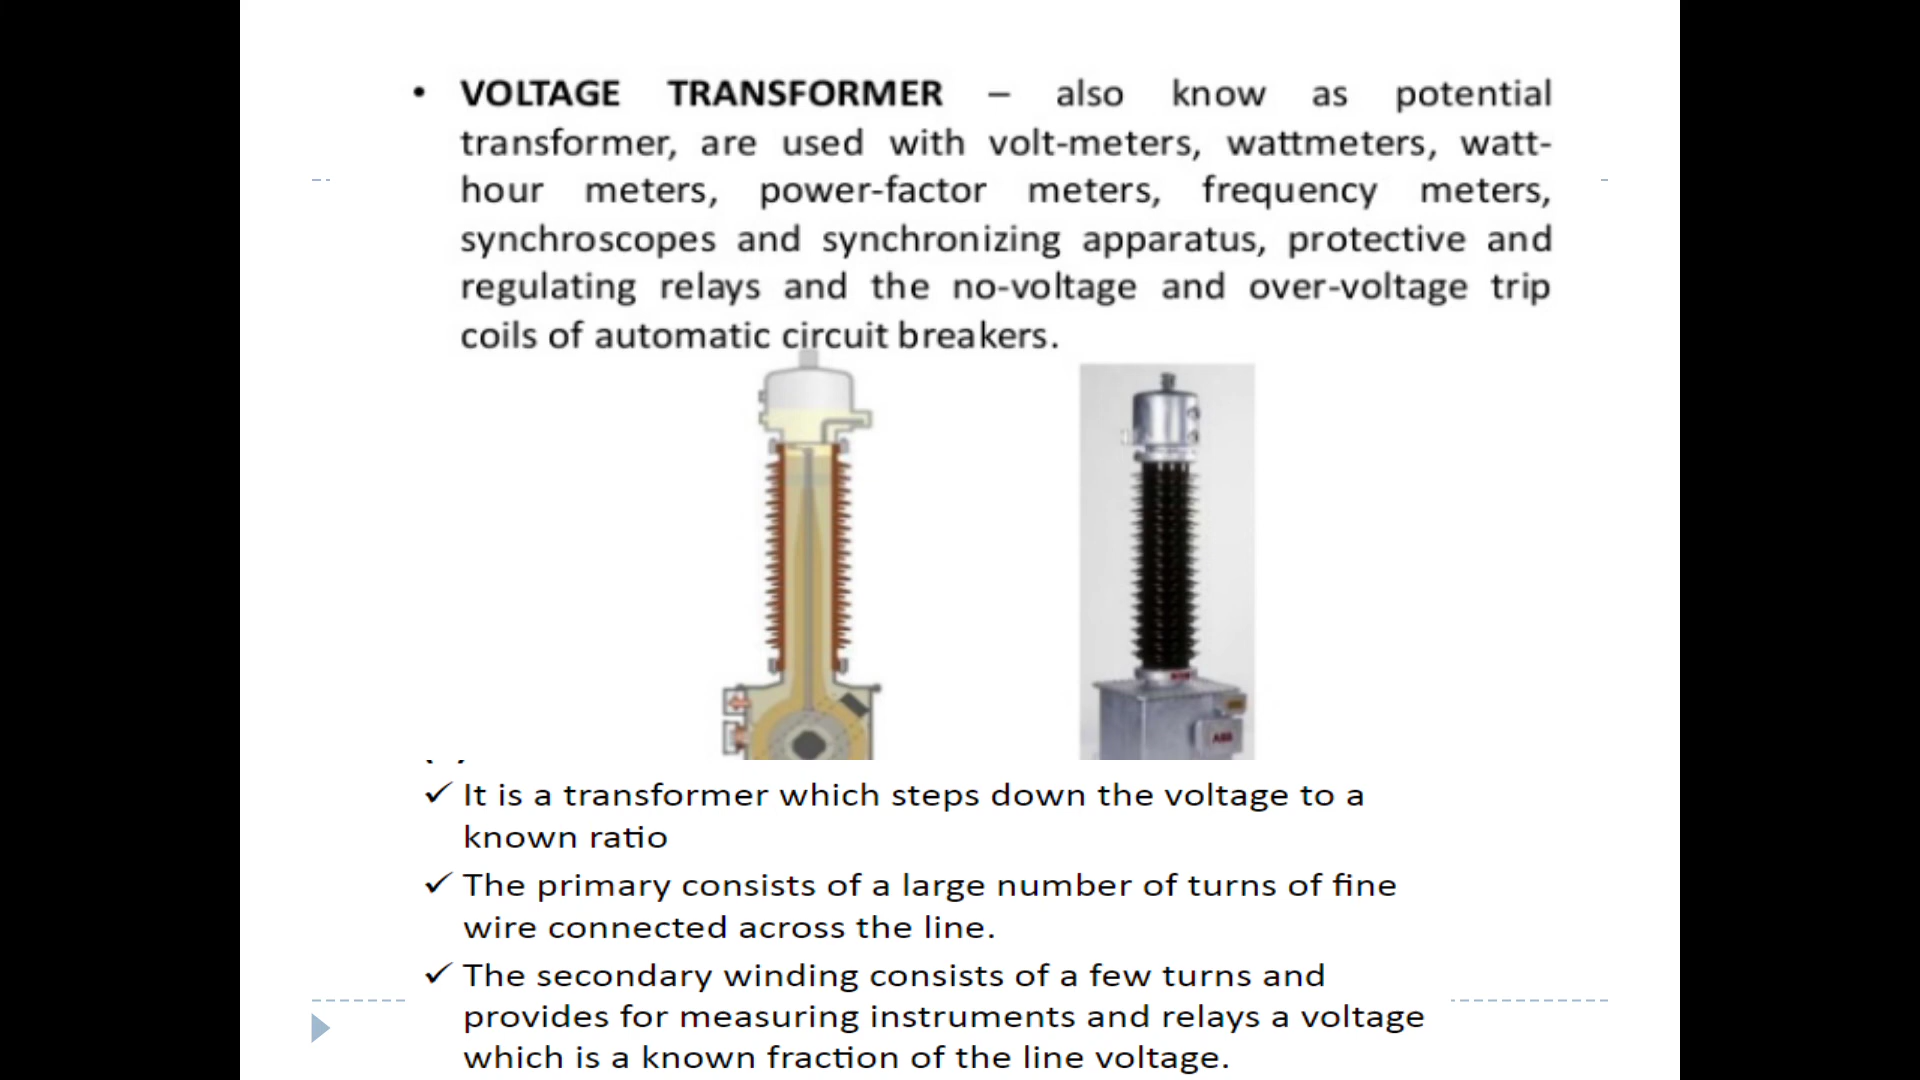 • VOLTAGE TRANSFORMER – also know as potential
transformer, are used with volt-meters, wattmeters, watt-
hour meters, power-factor meters, frequency meters,
synchroscopes and synchronizing apparatus, protective and
regulating relays and the no-voltage and over-voltage trip
coils of automatic circuit breakers.
ABB
✓ It is a transformer which steps down the voltage to a
known ratio
✓ The primary consists of a large number of turns of fine
wire connected across the line.
✓ The secondary winding consists of a few turns and
provides for measuring instruments and relays a voltage
which is a known fraction of the line voltage.